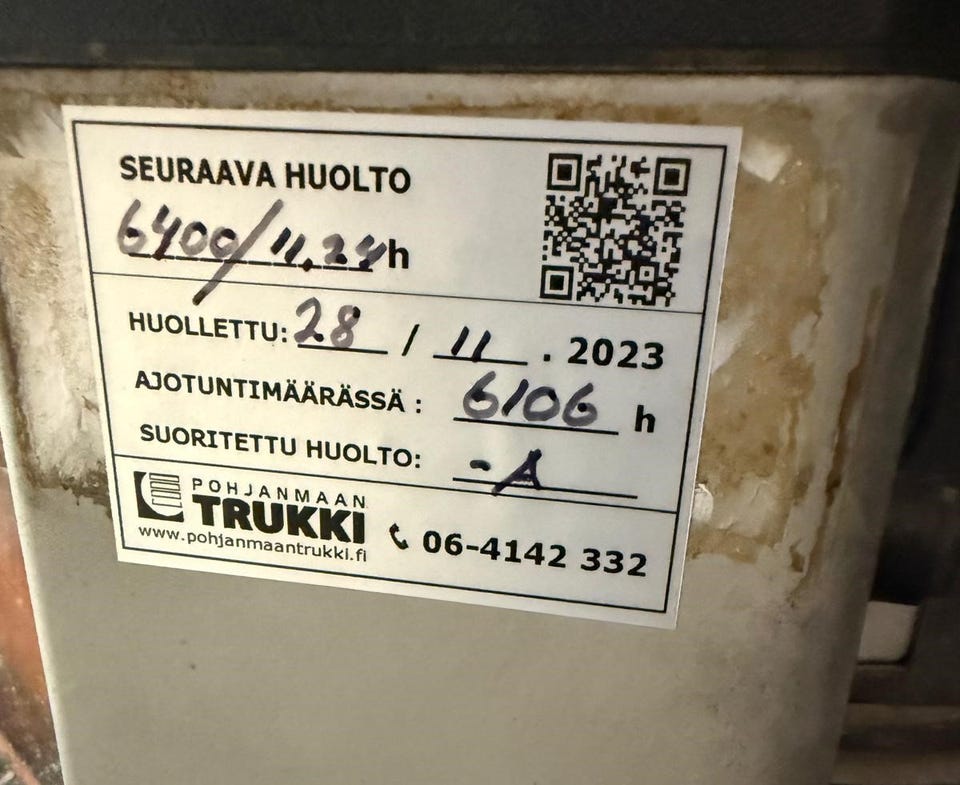 SEURAAVA HUOLTO
6400/11.24h
HUOLLETTU: 28 / 11 . 2023
AJOTUNTIMÄÄRÄSSÄ : 6106 h
SUORITETTU HUOLTO: -A
POHJANMAAN
TRUKKI
www.pohjanmaantrukki.fi
06-4142 332